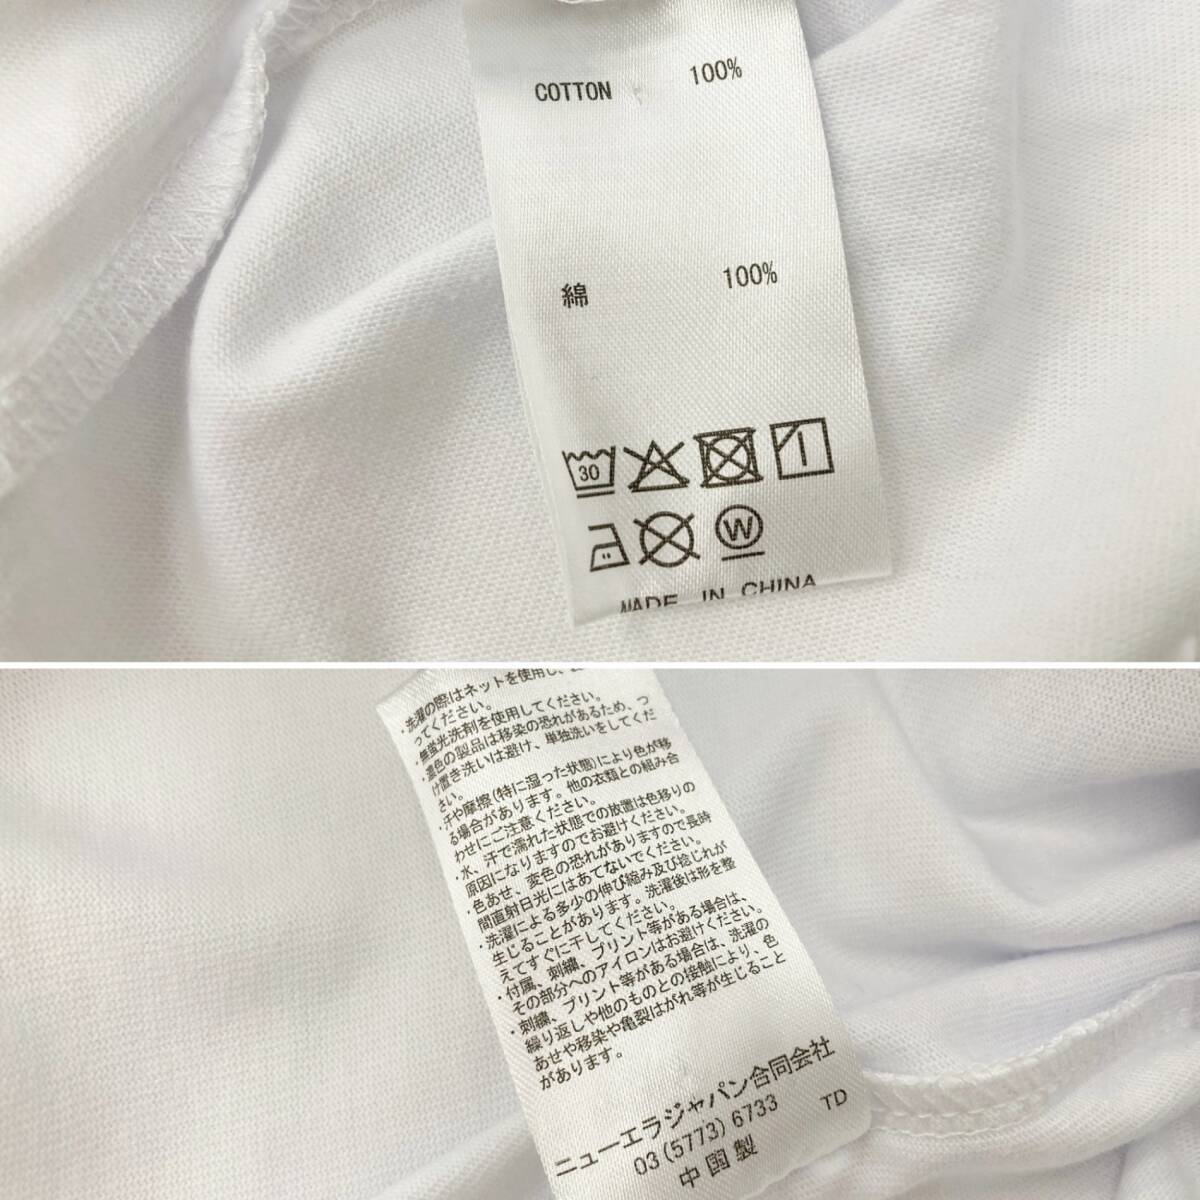 COTTON 100%
綿 100%
30
W
MADE IN CHINA
・洗濯の際はネットを使用し、
ってください。
・無蛍光洗剤を使用してください。
・濃色の製品は移染の恐れがあるため、つ
け置き洗いは避け、単独洗いをしてくだ
さい。
・汗や摩擦(特に湿った状態)により色が移
る場合があります。他の衣類との組み合
わせにご注意ください。
・水、汗で濡れた状態での放置は色移りの
原因になりますのでお避けください。
・色あせ、変色の恐れがありますので長時
間直射日光にはあてないでください。
・洗濯による多少の伸び縮み及び捻じれが
生じることがあります。洗濯後は形を整
えてすぐに干してください。
・付属、刺繍、プリント等がある場合は、
その部分へのアイロンはお避けください。
・刺繍、プリント等がある場合は、洗濯の
繰り返しや他のものとの接触により、色
あせや移染や亀裂はがれ等が生じること
があります。
ニューエラジャパン合同会社
03(5773)6733 TD
中国製